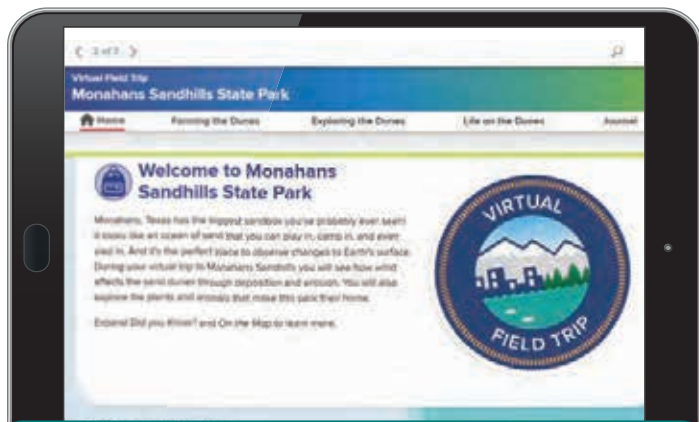 2 of 7
Virtual Field Trip
Monahans Sandhills State Park
Home Forming the Dunes Exploring the Dunes Life on the Dunes Journal
Welcome to Monahans
Sandhills State Park
Monahans, Texas has the biggest sandbox you've probably ever seen!
It looks like an ocean of sand that you can play in, camp in, and even
sled in. And it's the perfect place to observe changes to Earth's surface.
During your virtual trip to Monahans Sandhills you will see how wind
affects the sand dunes through deposition and erosion. You will also
explore the plants and animals that make this park their home.
Expand Did you Know? and On the Map to learn more.
VIRTUAL
FIELD TRIP